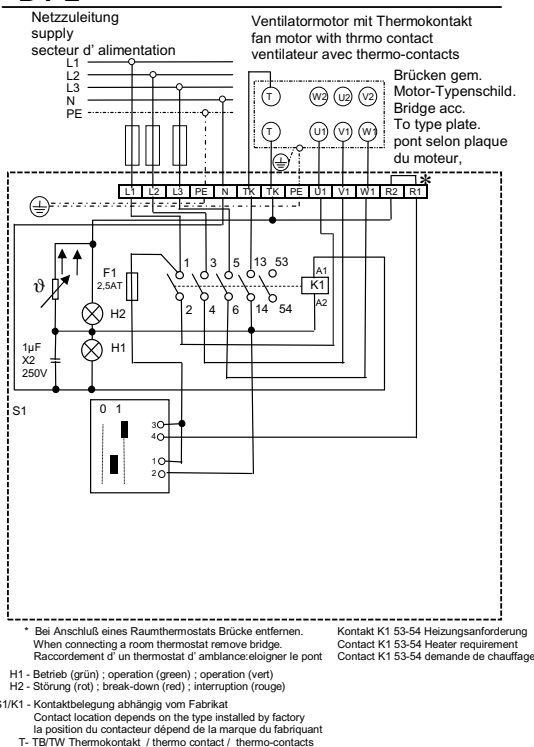 Netzzuleitung
supply
secteur d' alimentation
L1
L2
L3
N
PE
Ventilatormotor mit Thermokontakt
fan motor with thrmo contact
ventilateur avec thermo-contacts
Brücken gem.
Motor-Typenschild.
Bridge acc.
To type plate.
pont selon plaque
du moteur,
T W2 U2 V2
T U1 V1 W1
*
L1 L2 L3 PE N TK TK PE U1 V1 W1 R2 R1
F1
2,5AT
1 3 5 13 53
2 4 6 14 54
A1
K1
A2
ϑ
H2
H1
1µF
X2
250V
S1
0 1
3
4
1
2
* Bei Anschluß eines Raumthermostats Brücke entfernen.
When connecting a room thermostat remove bridge.
Raccordement d' un thermostat d' amblance:eloigner le pont
Kontakt K1 53-54 Heizungsanforderung
Contact K1 53-54 Heater requirement
Contact K1 53-54 demande de chauffage
H1 - Betrieb (grün) ; operation (green) ; operation (vert)
H2 - Störung (rot) ; break-down (red) ; interruption (rouge)
S1/K1 - Kontaktbelegung abhängig vom Fabrikat
Contact location depends on the type installed by factory
la position du contacteur dépend de la marque du fabriquant
T- TB/TW Thermokontakt / thermo contact / thermo-contacts